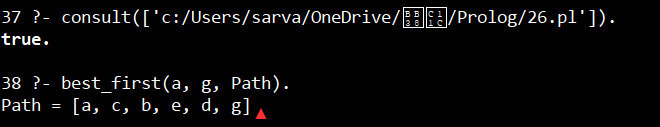 37 ?- consult(['c:/Users/sarva/OneDrive//Prolog/26.pl']).
true.
38 ?- best_first(a, g, Path).
Path = [a, c, b, e, d, g]